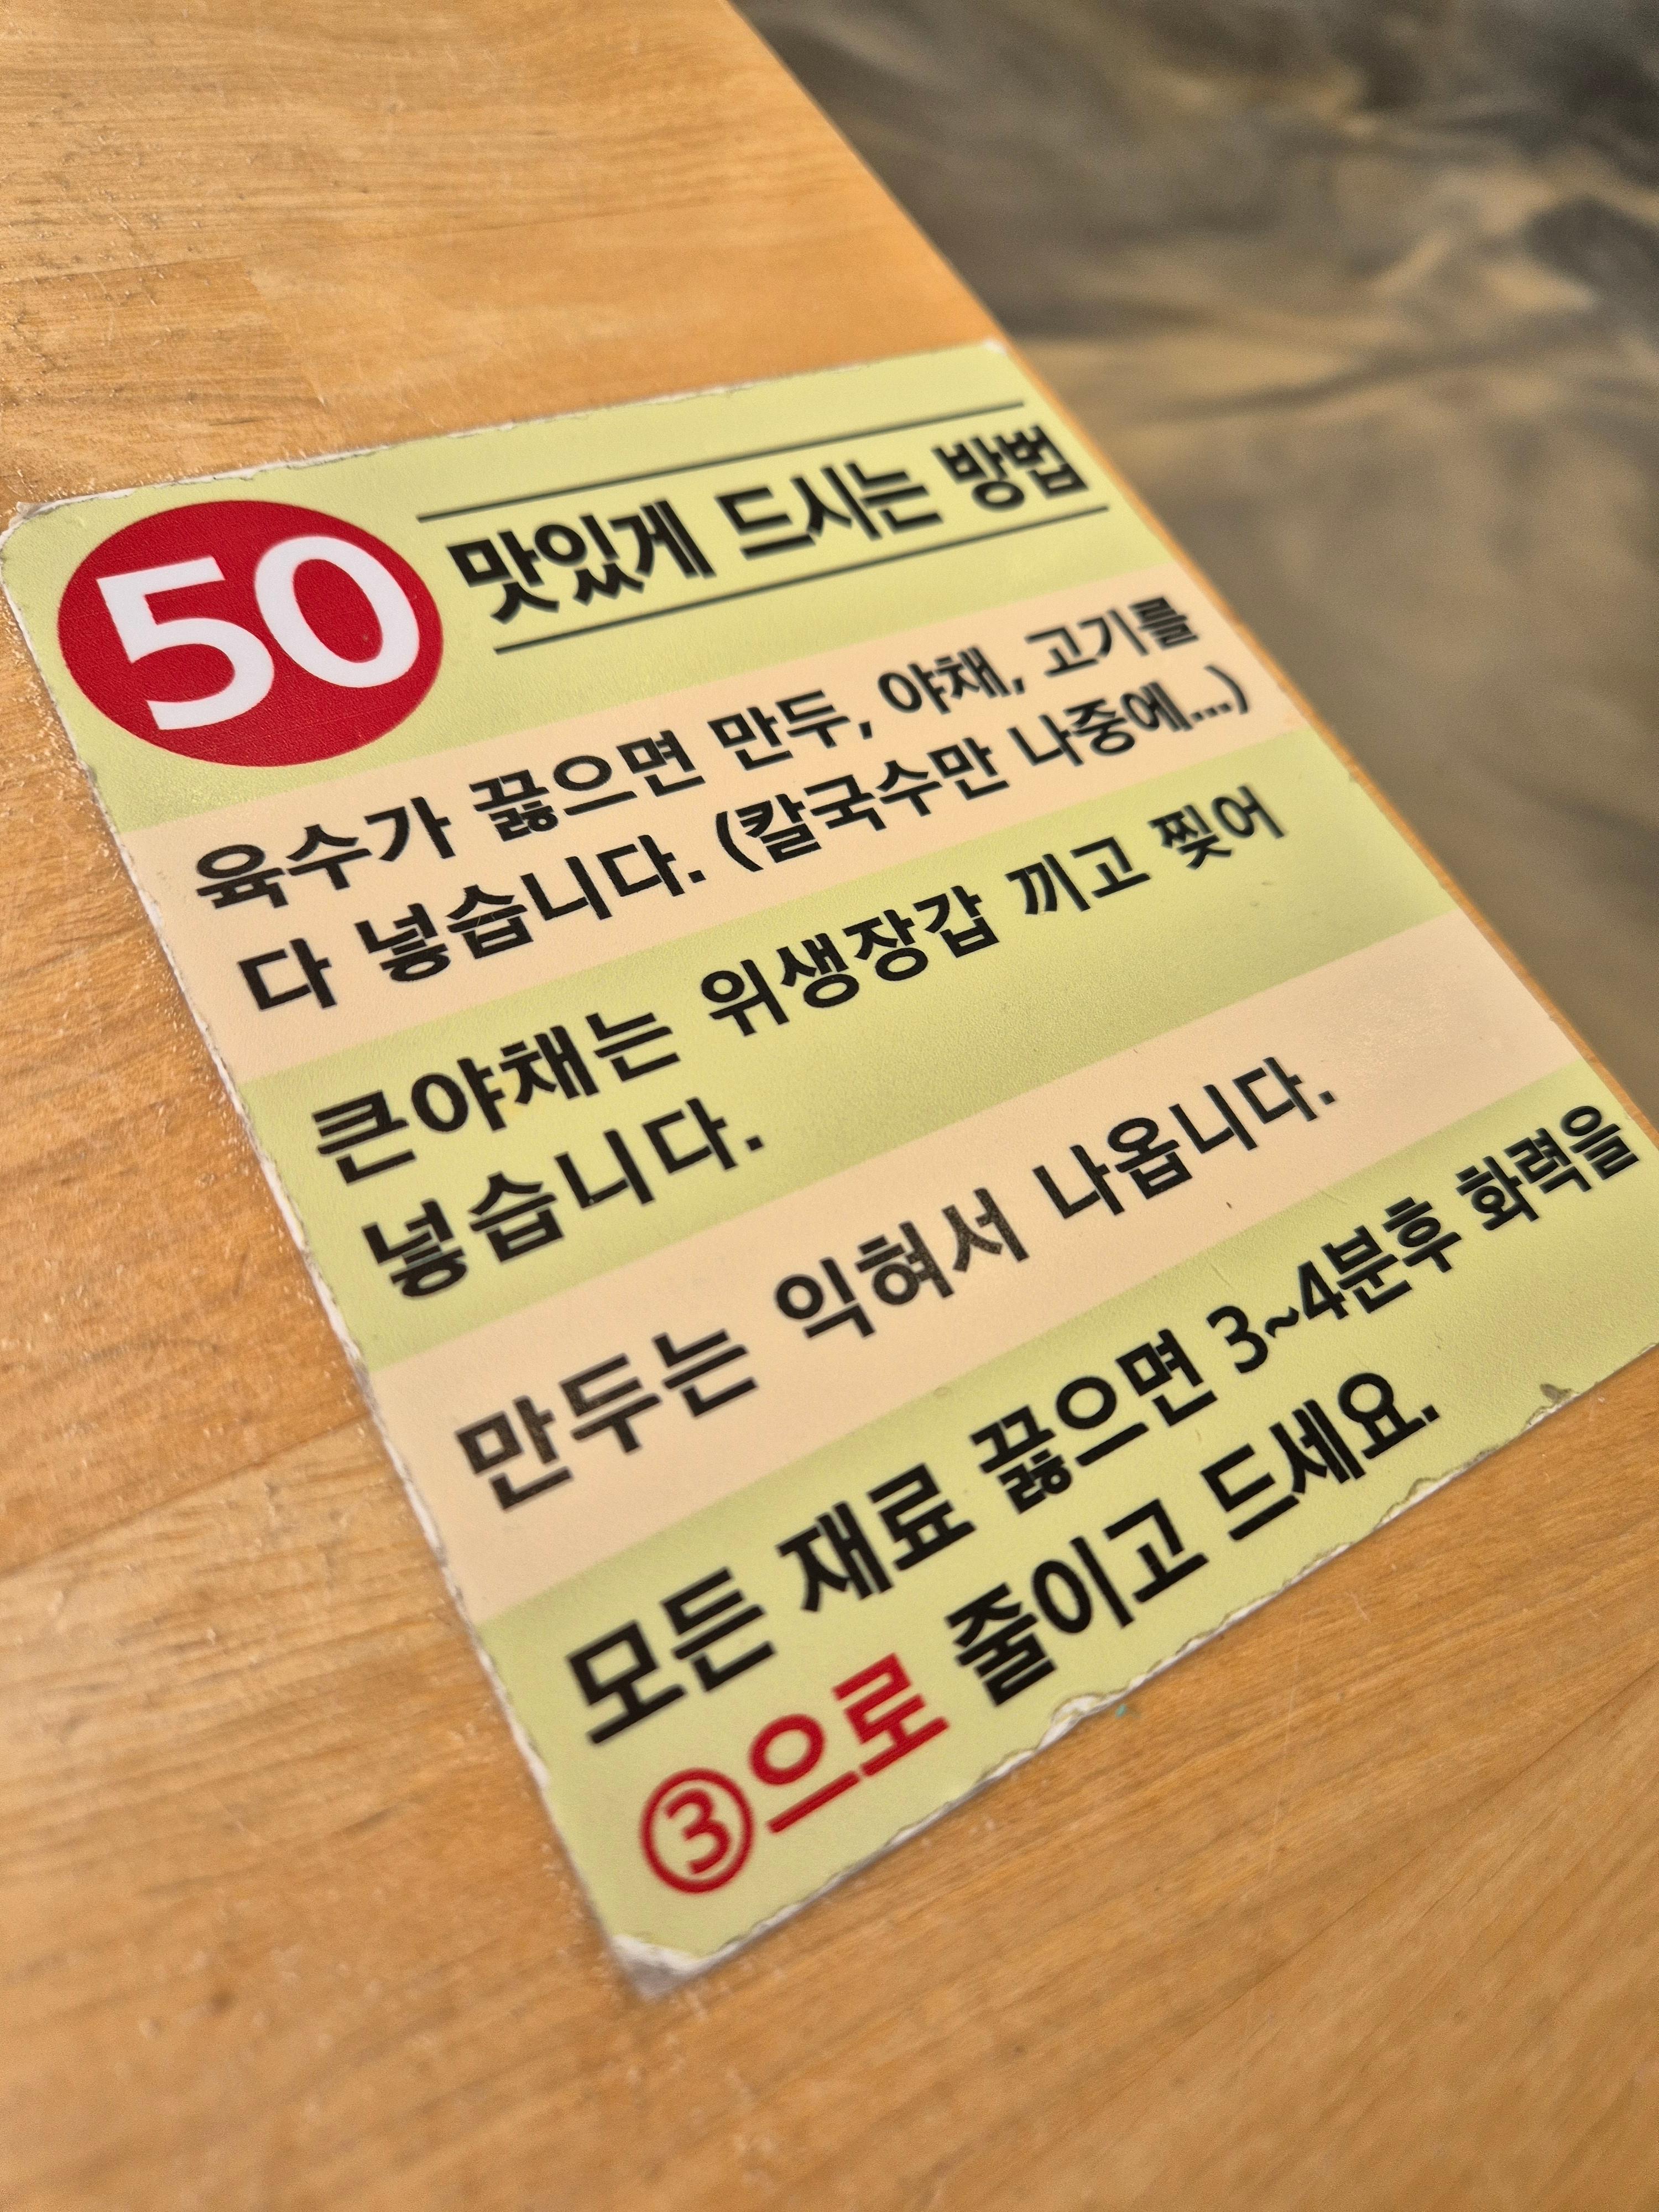 50 맛있게 드시는 방법
육수가 끓으면 만두, 야채, 고기를
다 넣습니다. (칼국수만 나중에...)
큰야채는 위생장갑 끼고 찢어
넣습니다.
만두는 익혀서 나옵니다.
모든 재료 끓으면 3~4분후 화력을
③으로 줄이고 드세요.